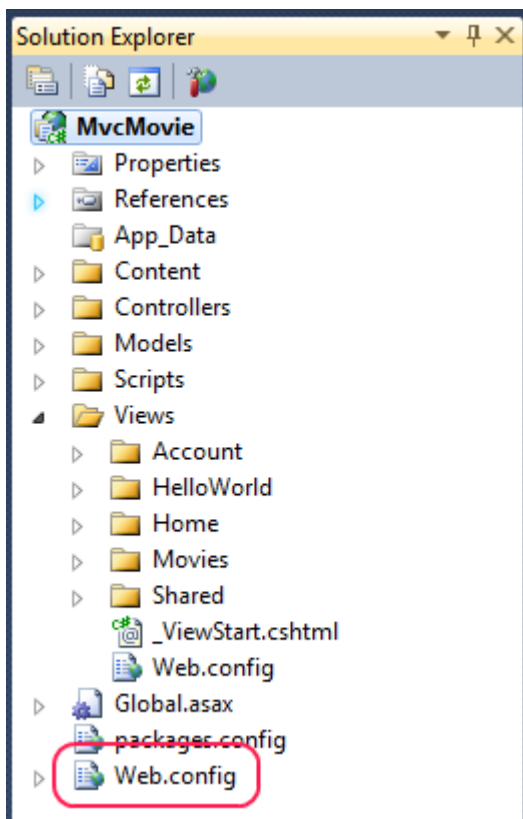 Solution Explorer
MvcMovie
Properties
References
App_Data
Content
Controllers
Models
Scripts
Views
Account
HelloWorld
Home
Movies
Shared
_ViewStart.cshtml
Web.config
Global.asax
packages.config
Web.config